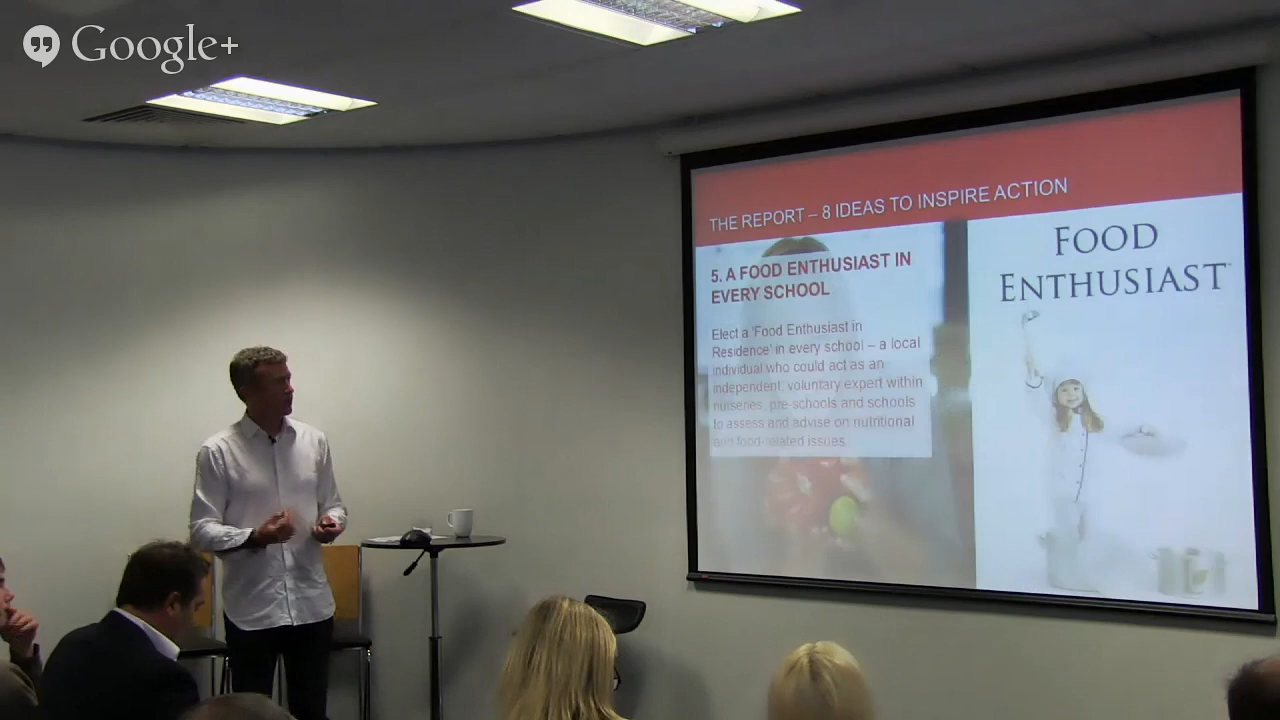 Google+
THE REPORT – 8 IDEAS TO INSPIRE ACTION
5. A FOOD ENTHUSIAST IN
EVERY SCHOOL
Elect a 'Food Enthusiast in
Residence' in every school – a local
individual who could act as an
independent, voluntary expert within
nurseries, pre-schools and schools
to assess and advise on nutritional
and food-related issues.
FOOD
ENTHUSIAST